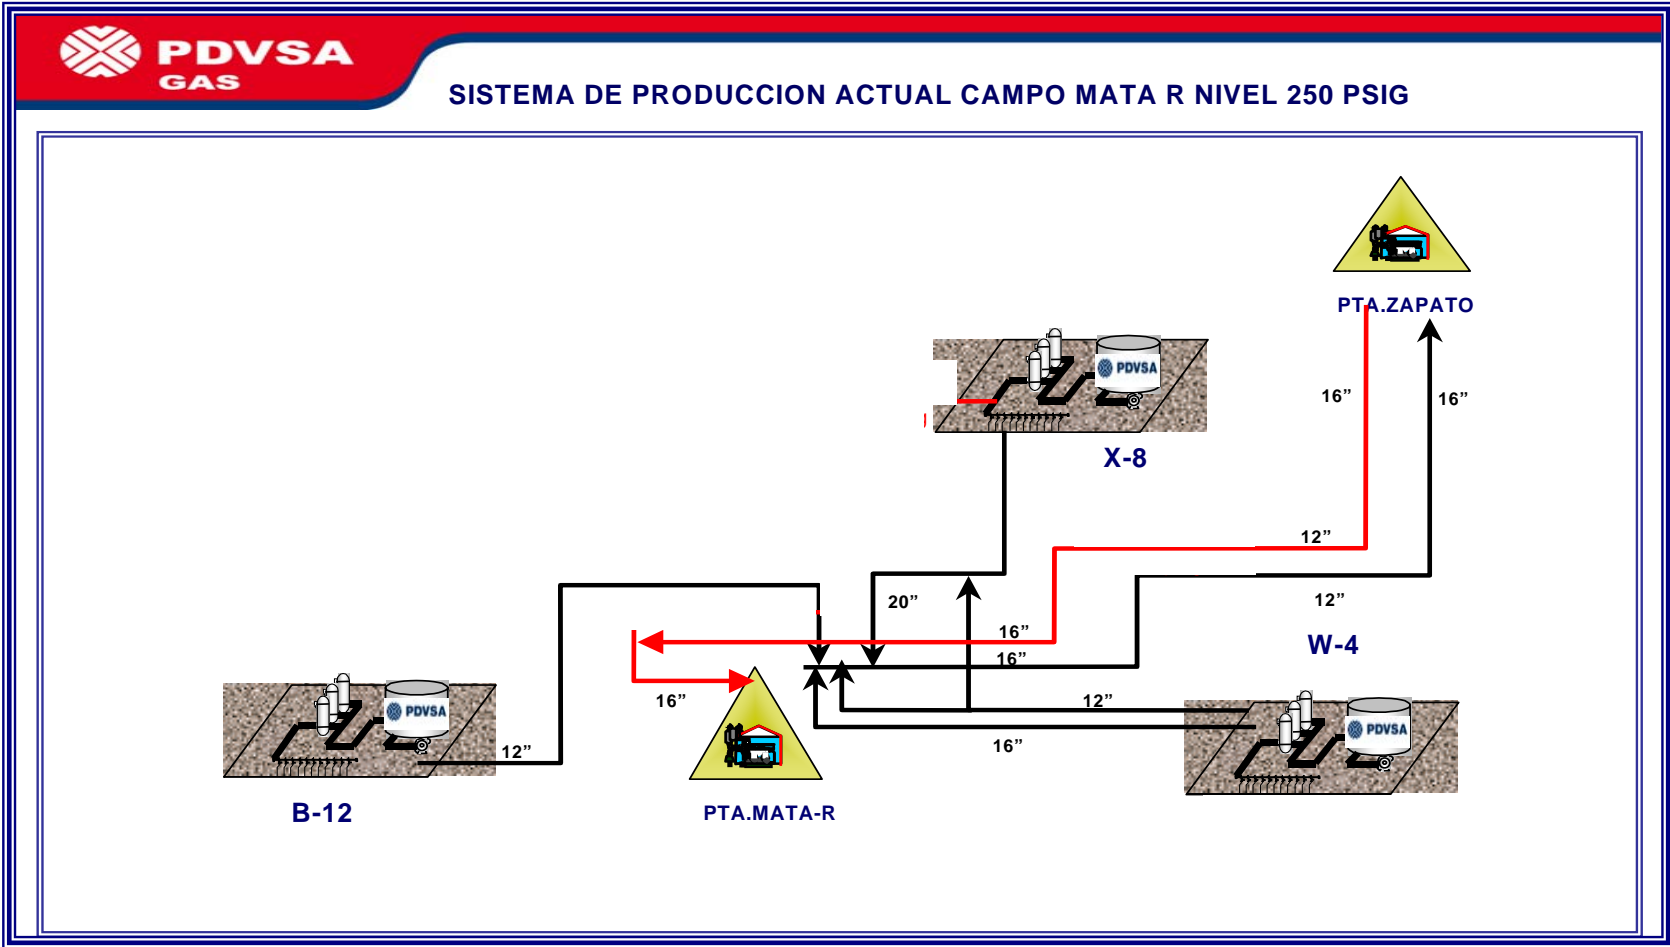 PDVSA
GAS
SISTEMA DE PRODUCCION ACTUAL CAMPO MATA R NIVEL 250 PSIG
PTA.ZAPATO
PDVSA
16”
16”
X-8
12”
20”
12”
16”
W-4
16”
16”
12”
PDVSA
PDVSA
12”
16”
B-12
PTA.MATA-R